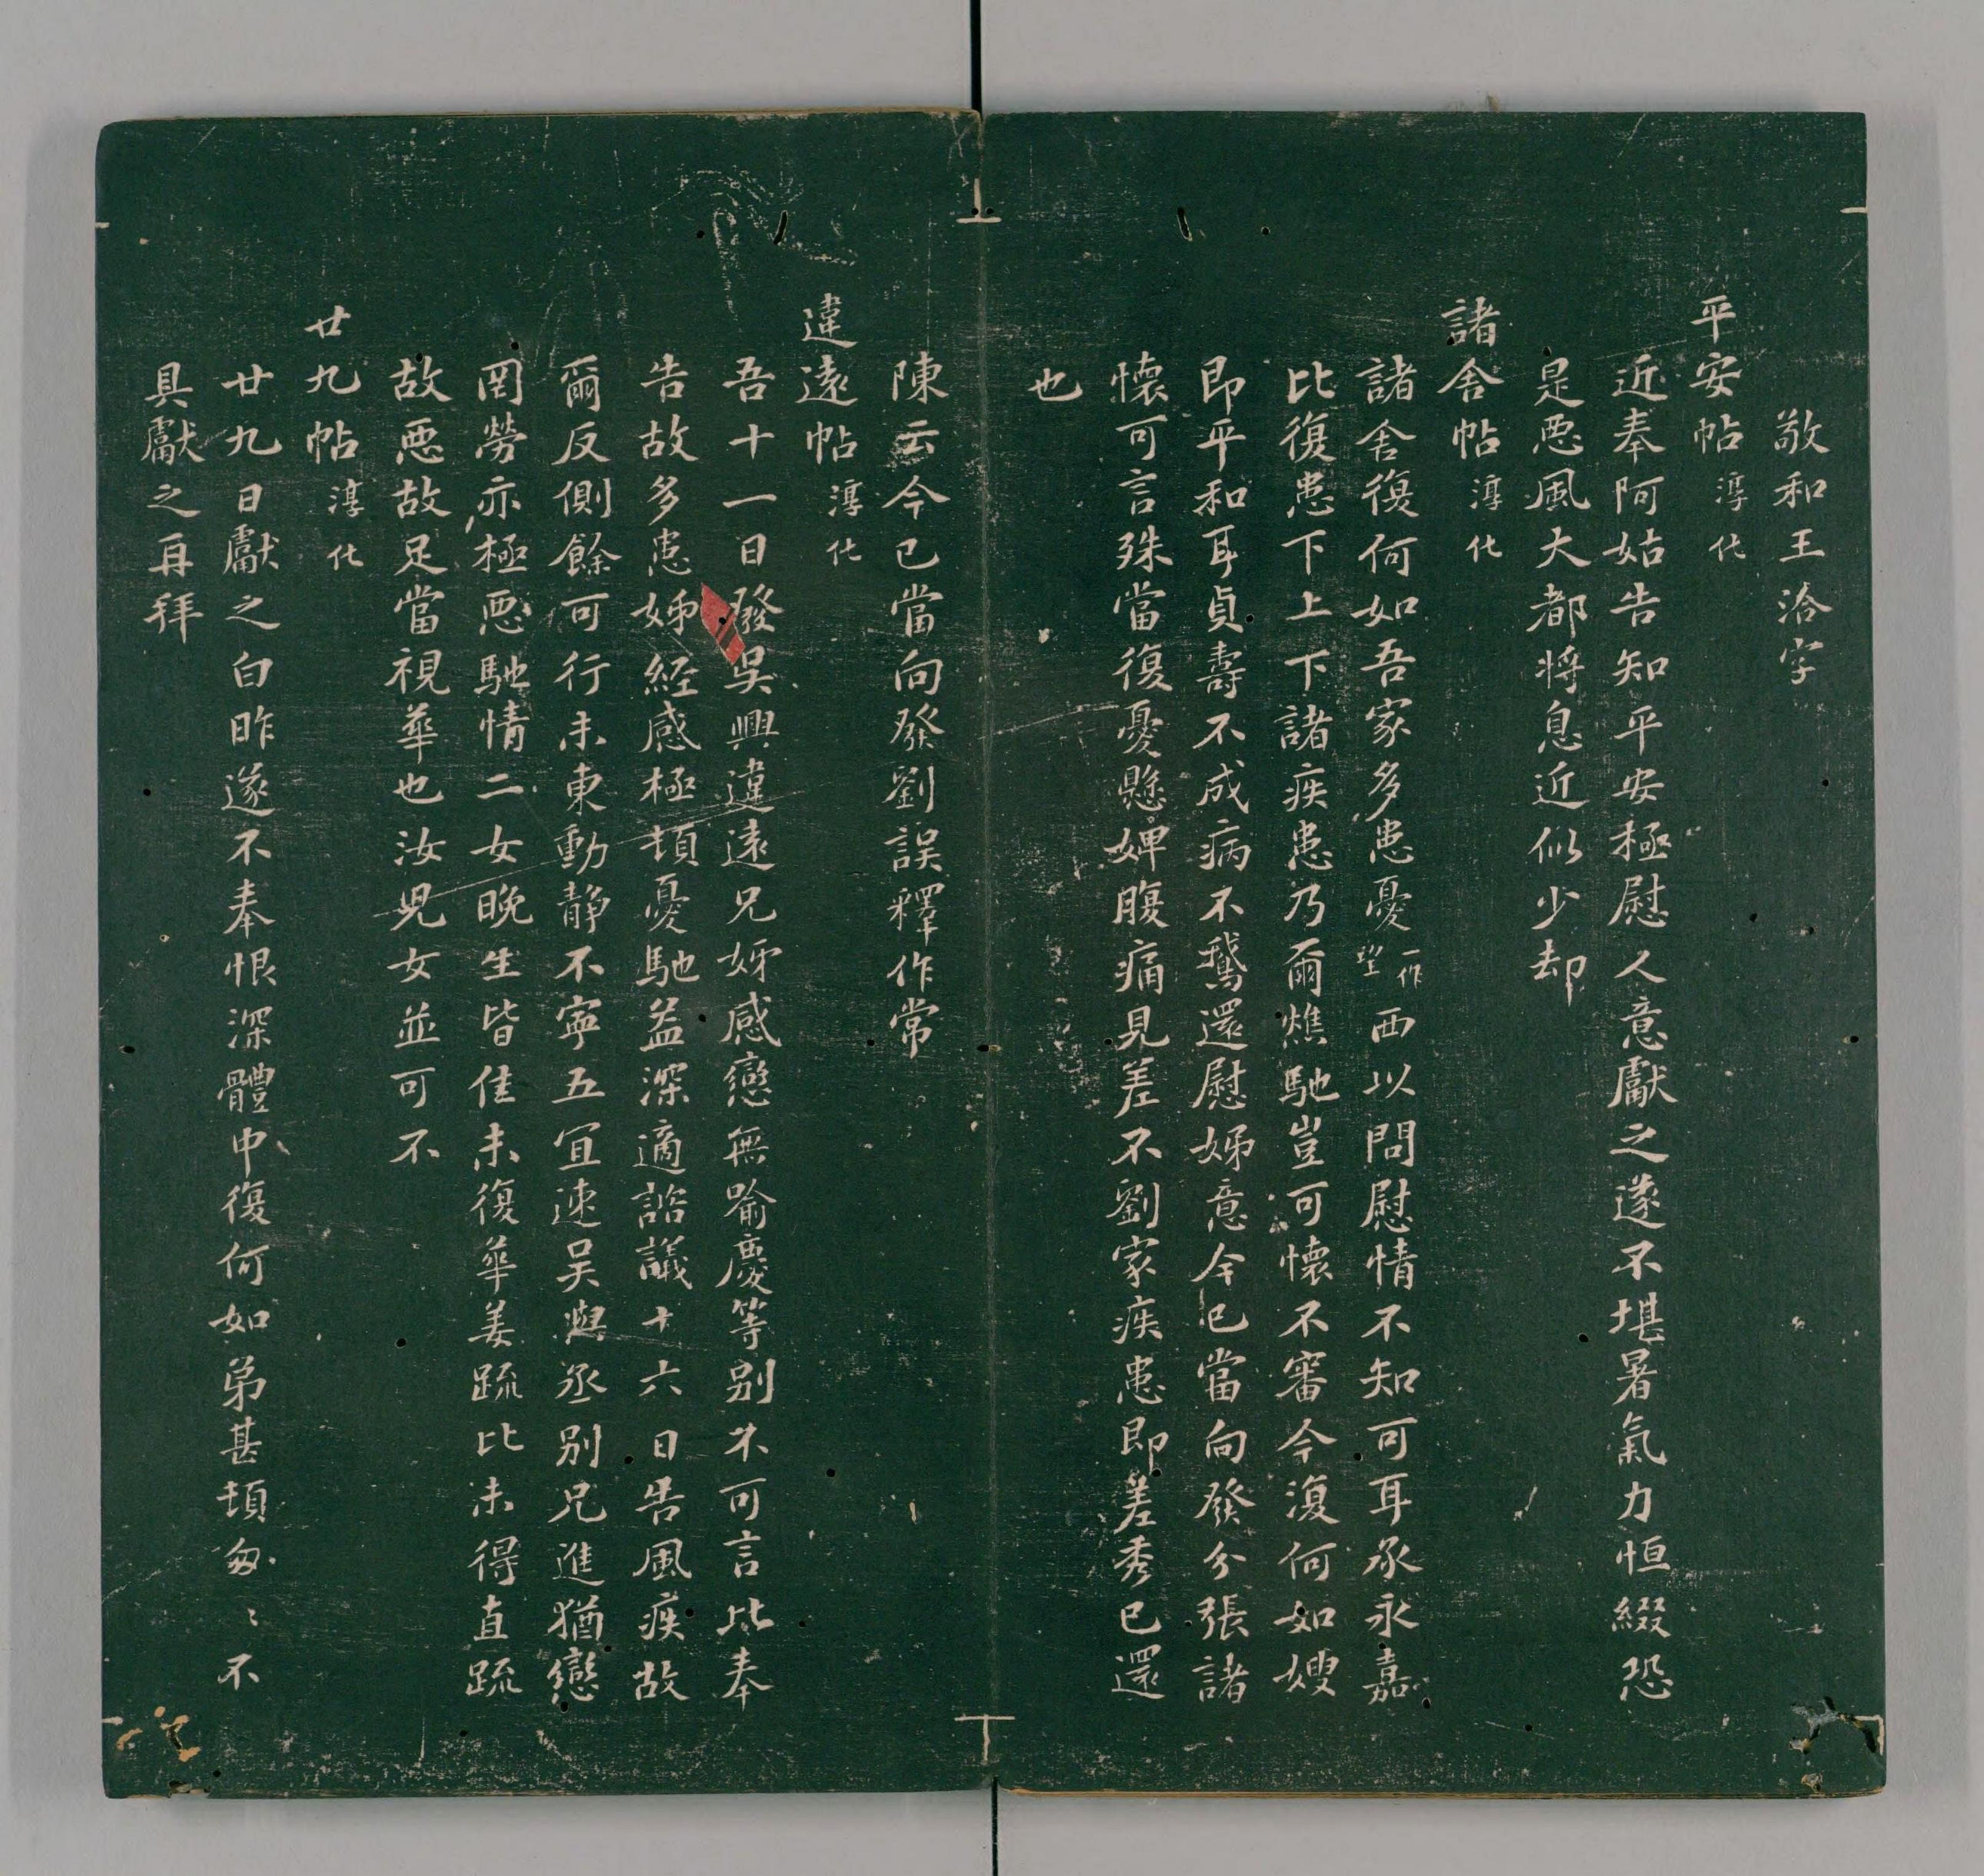 敬和王洽字
平安帖 淳化
近奉阿姑告知平安極慰人意獻之遂不堪暑氣力恒綴恐
是惡風大都將息近似少却
諸舍帖 淳化
諸舍復何如吾家多患憂一作望西以問慰情不知可耳承永嘉
比復患下上下諸疾患乃爾燋馳豈可懷不審今復何如嫂
即平和耳貞壽不成病不鵝還慰娣意今已當向發分張諸
懷可言殊當復憂懸婢腹痛見差不劉家疾患即差秀已還
也
陳云今已當向發劉誤釋作常
違遠帖 淳化
吾十一日發吳興違遠兄姊感戀無喻慶等別不可言比奉
告故多患姊經感極頓憂馳益深適諮議十六日告風疾故
爾反側餘可行未東動靜不寧五宜速吴興丞別兄進猶戀
罔勞亦極惡馳情二女晚生皆佳未復華姜疏比未得直疏
故惡故足當視華也汝兒女並可不
廿九帖 淳化
廿九日獻之白昨遂不奉恨深體中復何如弟甚頓匆〻不
具獻之再拜